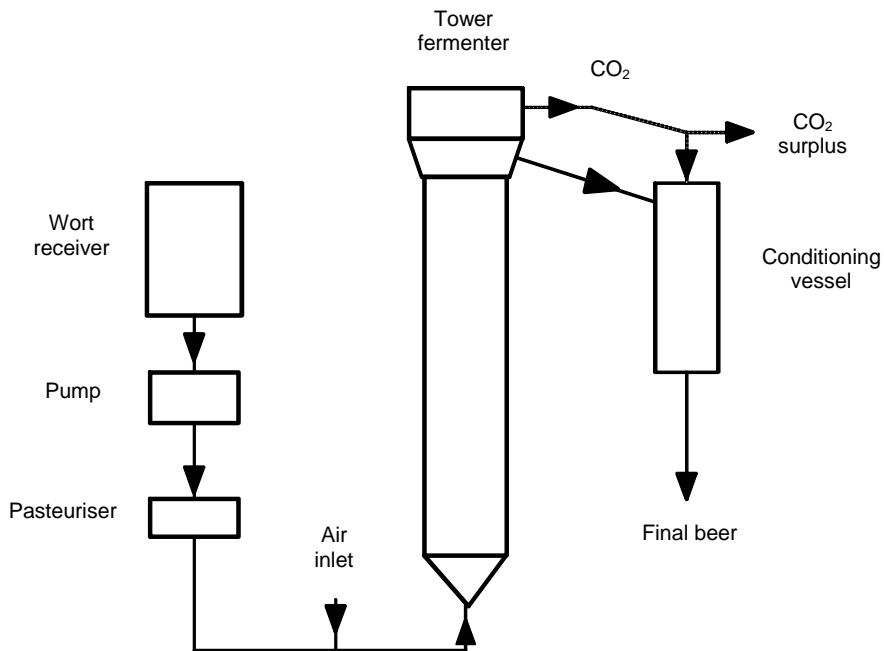 Tower
fermenter
CO₂
CO₂
surplus
Wort
receiver
Conditioning
vessel
Pump
Pasteuriser
Air
inlet
Final beer